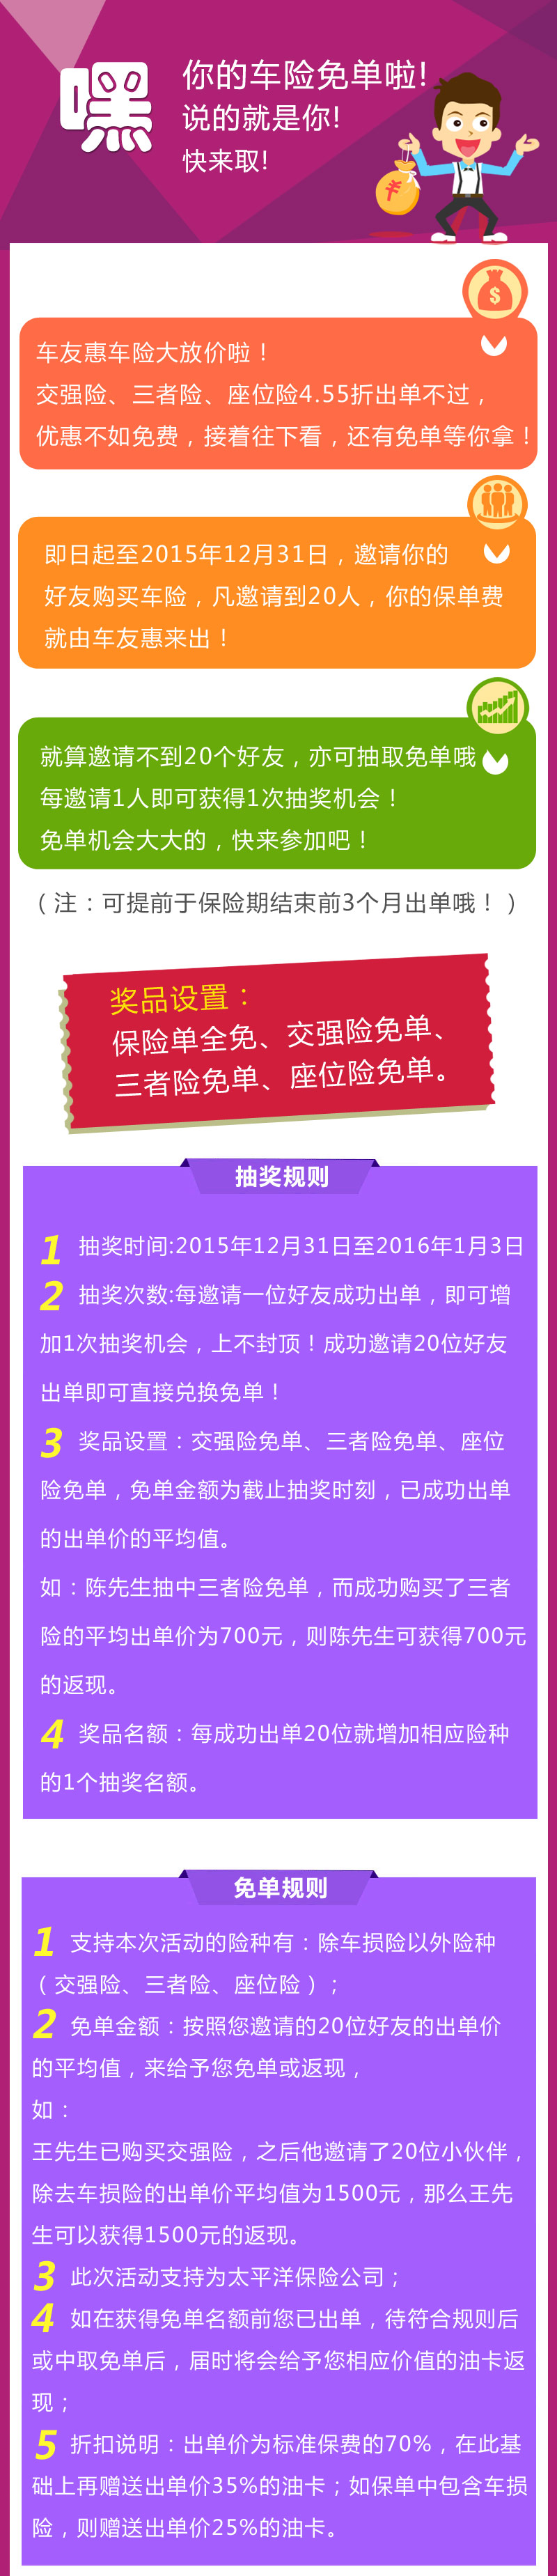 嘿
你的车险免单啦!
说的就是你!
快来取!
¥
$
车友惠车险大放价啦！
交强险、三者险、座位险4.55折出单不过，
优惠不如免费，接着往下看，还有免单等你拿！
即日起至2015年12月31日，邀请你的
好友购买车险，凡邀请到20人，你的保单费
就由车友惠来出！
就算邀请不到20个好友，亦可抽取免单哦
每邀请1人即可获得1次抽奖机会！
免单机会大大的，快来参加吧！
（注：可提前于保险期结束前3个月出单哦！）
奖品设置：
保险单全免、交强险免单、
三者险免单、座位险免单。
抽奖规则
1 抽奖时间:2015年12月31日至2016年1月3日
2 抽奖次数:每邀请一位好友成功出单，即可增
加1次抽奖机会，上不封顶！成功邀请20位好友
出单即可直接兑换免单！
3 奖品设置：交强险免单、三者险免单、座位
险免单，免单金额为截止抽奖时刻，已成功出单
的出单价的平均值。
如：陈先生抽中三者险免单，而成功购买了三者
险的平均出单价为700元，则陈先生可获得700元
的返现。
4 奖品名额：每成功出单20位就增加相应险种
的1个抽奖名额。
免单规则
1 支持本次活动的险种有：除车损险以外险种
（交强险、三者险、座位险）；
2 免单金额：按照您邀请的20位好友的出单价
的平均值，来给予您免单或返现，
如：
王先生已购买交强险，之后他邀请了20位小伙伴，
除去车损险的出单价平均值为1500元，那么王先
生可以获得1500元的返现。
3 此次活动支持为太平洋保险公司；
4 如在获得免单名额前您已出单，待符合规则后
或中取免单后，届时将会给予您相应价值的油卡返
现；
5 折扣说明：出单价为标准保费的70%，在此基
础上再赠送出单价35%的油卡；如保单中包含车损
险，则赠送出单价25%的油卡。